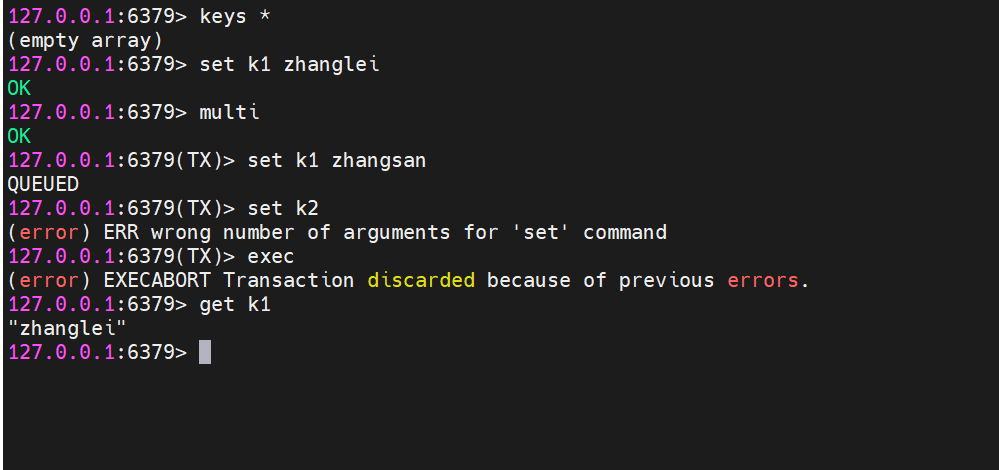 127.0.0.1:6379> keys *
(empty array)
127.0.0.1:6379> set k1 zhanglei
OK
127.0.0.1:6379> multi
OK
127.0.0.1:6379(TX)> set k1 zhangsan
QUEUED
127.0.0.1:6379(TX)> set k2
(error) ERR wrong number of arguments for 'set' command
127.0.0.1:6379(TX)> exec
(error) EXECABORT Transaction discarded because of previous errors.
127.0.0.1:6379> get k1
"zhanglei"
127.0.0.1:6379>